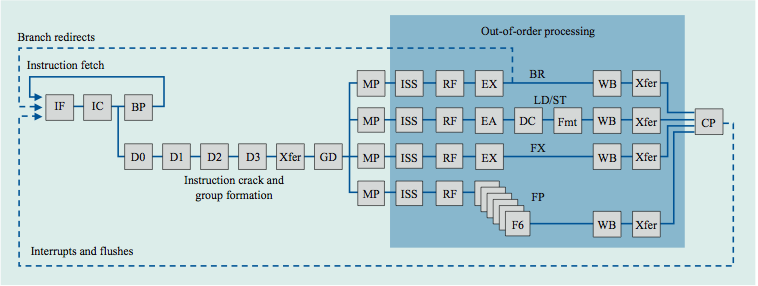 Out-of-order processing
Branch redirects
Instruction fetch
BR
MP ISS RF EX WB Xfer
LD/ST
IF IC BP
MP ISS RF EA DC Fmt WB Xfer CP
D0 D1 D2 D3 Xfer GD
MP ISS RF EX FX WB Xfer
Instruction crack and
group formation
MP ISS RF FP
F6 WB Xfer
Interrupts and flushes